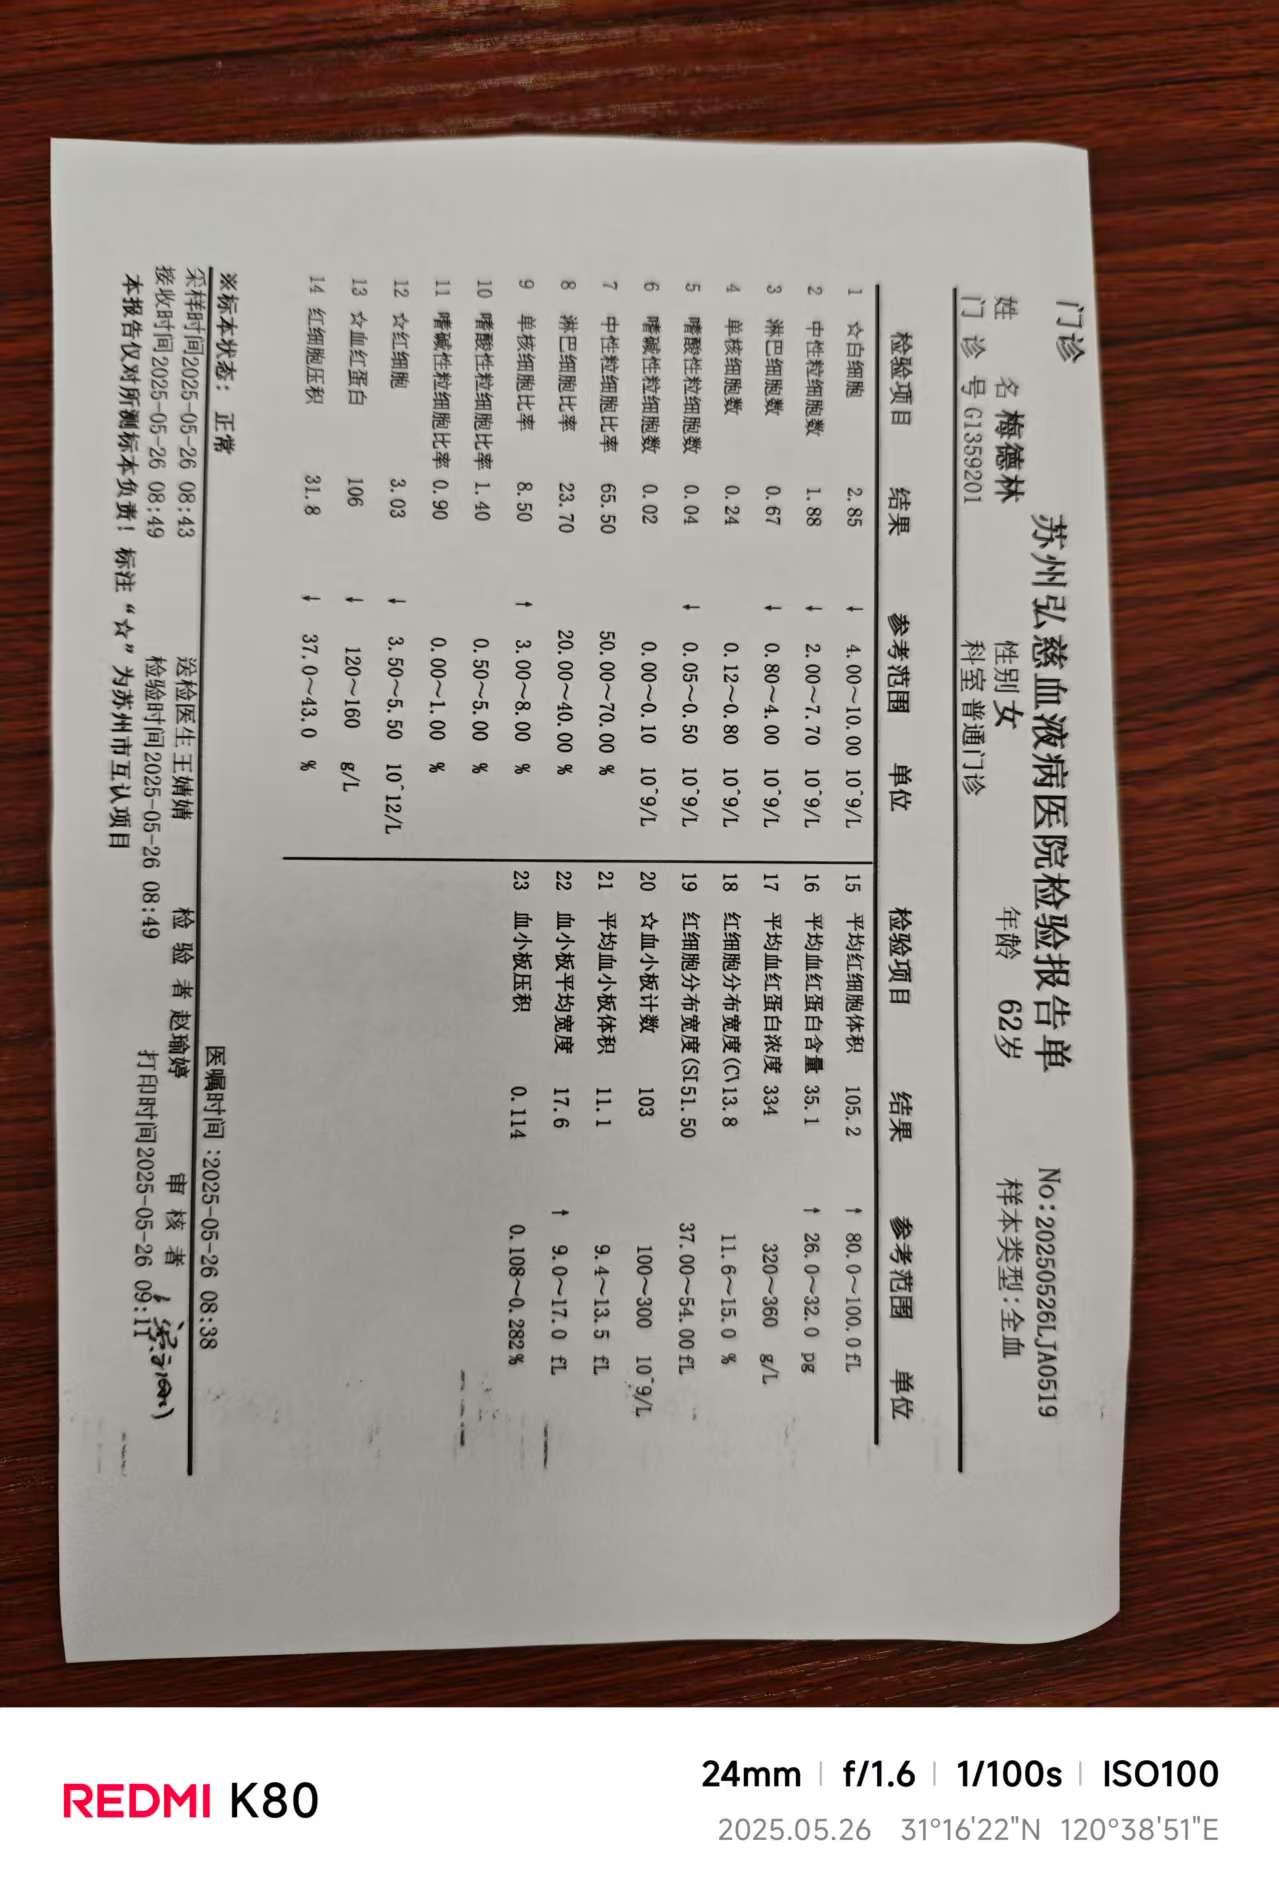 门诊
苏州弘慈血液病医院检验报告单
No:20250526LJA0519
姓 名 梅德林 性别 女 年龄 62岁 样本类型:全血
门 诊 号 G1359201 科室 普通门诊
检验项目 结果 参考范围 单位 检验项目 结果 参考范围 单位
1 ☆白细胞 2.85 ↓ 4.00～10.00 10^9/L 15 平均红细胞体积 105.2 ↑ 80.0～100.0 fL
2 中性粒细胞数 1.88 ↓ 2.00～7.70 10^9/L 16 平均血红蛋白含量 35.1 ↑ 26.0～32.0 pg
3 淋巴细胞数 0.67 ↓ 0.80～4.00 10^9/L 17 平均血红蛋白浓度 334 320～360 g/L
4 单核细胞数 0.24 0.12～0.80 10^9/L 18 红细胞分布宽度(C\13.8 11.6～15.0 %
5 嗜酸性粒细胞数 0.04 ↓ 0.05～0.50 10^9/L 19 红细胞分布宽度(SI51.50 37.00～54.00 fL
6 嗜碱性粒细胞数 0.02 0.00～0.10 10^9/L 20 ☆血小板计数 103 100～300 10^9/L
7 中性粒细胞比率 65.50 50.00～70.00 % 21 平均血小板体积 11.1 9.4～13.5 fL
8 淋巴细胞比率 23.70 20.00～40.00 % 22 血小板平均宽度 17.6 ↑ 9.0～17.0 fL
9 单核细胞比率 8.50 ↑ 3.00～8.00 % 23 血小板压积 0.114 0.108～0.282 %
10 嗜酸性粒细胞比率 1.40 0.50～5.00 %
11 嗜碱性粒细胞比率 0.90 0.00～1.00 %
12 ☆红细胞 3.03 ↓ 3.50～5.50 10^12/L
13 ☆血红蛋白 106 ↓ 120～160 g/L
14 红细胞压积 31.8 ↓ 37.0～43.0 %
※标本状态： 正常 医嘱时间:2025-05-26 08:38
采样时间2025-05-26 08:43 送检医生 王婧婧 检 验 者 赵瑜婷 审 核 者
接收时间2025-05-26 08:49 检验时间2025-05-26 08:49 打印时间2025-05-26 09:11
本报告仅对所测标本负责！标注“☆”为苏州市互认项目
REDMI K80
24mm | f/1.6 | 1/100s | ISO100
2025.05.26 31°16'22"N 120°38'51"E